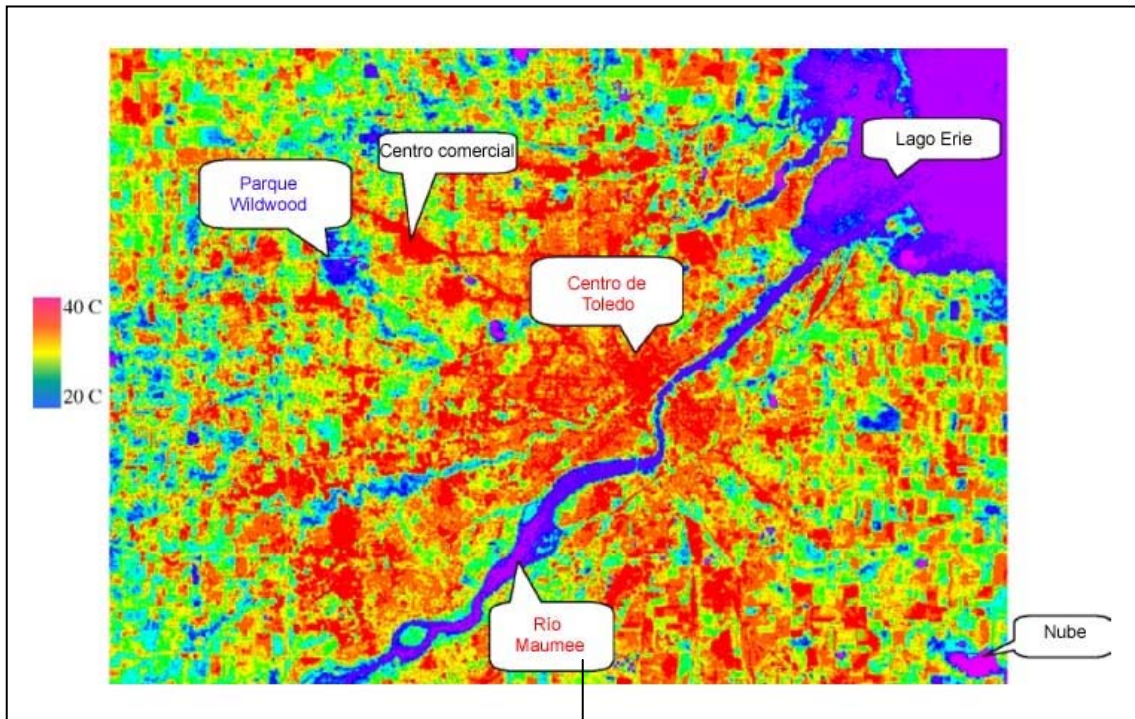 Centro comercial
Lago Erie
Parque
Wildwood
Centro de
Toledo
40 C
20 C
Río
Maumee
Nube